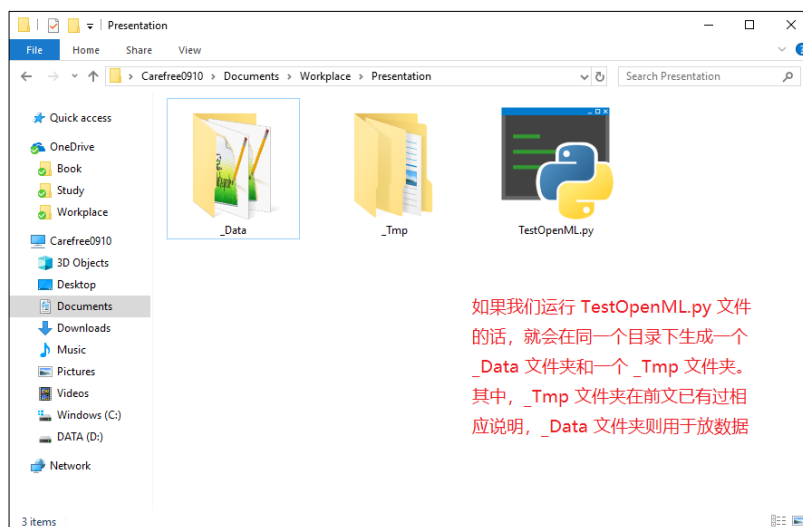 Presentation
File Home Share View
Carefree0910 > Documents > Workplace > Presentation
Search Presentation
Quick access
OneDrive
Book
Study
Workplace
Carefree0910
3D Objects
Desktop
Documents
Downloads
Music
Pictures
Videos
Windows (C:)
DATA (D:)
Network
_Data
_Tmp
TestOpenML.py
如果我们运行 TestOpenML.py 文件
的话，就会在同一个目录下生成一个
_Data 文件夹和一个 _Tmp 文件夹。
其中，_Tmp 文件夹在前文已有过相
应说明，_Data 文件夹则用于放数据
3 items